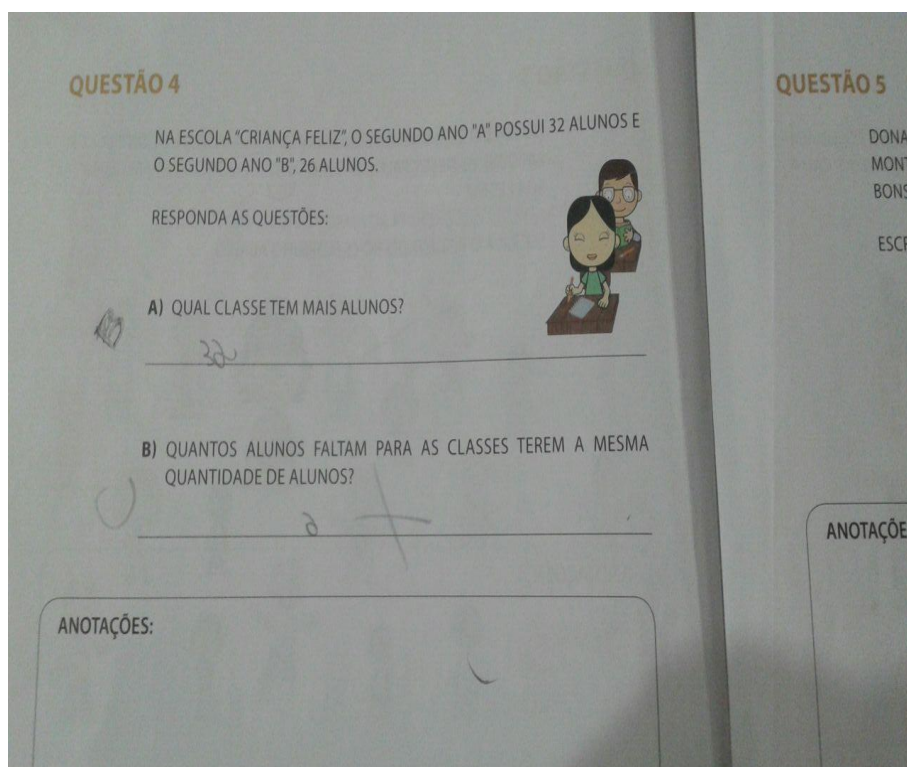 QUESTÃO 4
NA ESCOLA "CRIANÇA FELIZ", O SEGUNDO ANO "A" POSSUI 32 ALUNOS E
O SEGUNDO ANO "B", 26 ALUNOS.
RESPONDA AS QUESTÕES:
A) QUAL CLASSE TEM MAIS ALUNOS?
32
B) QUANTOS ALUNOS FALTAM PARA AS CLASSES TEREM A MESMA
QUANTIDADE DE ALUNOS?
ANOTAÇÕES:
QUESTÃO 5
DONA
MONT
BONS
ESCR
ANOTAÇÕE